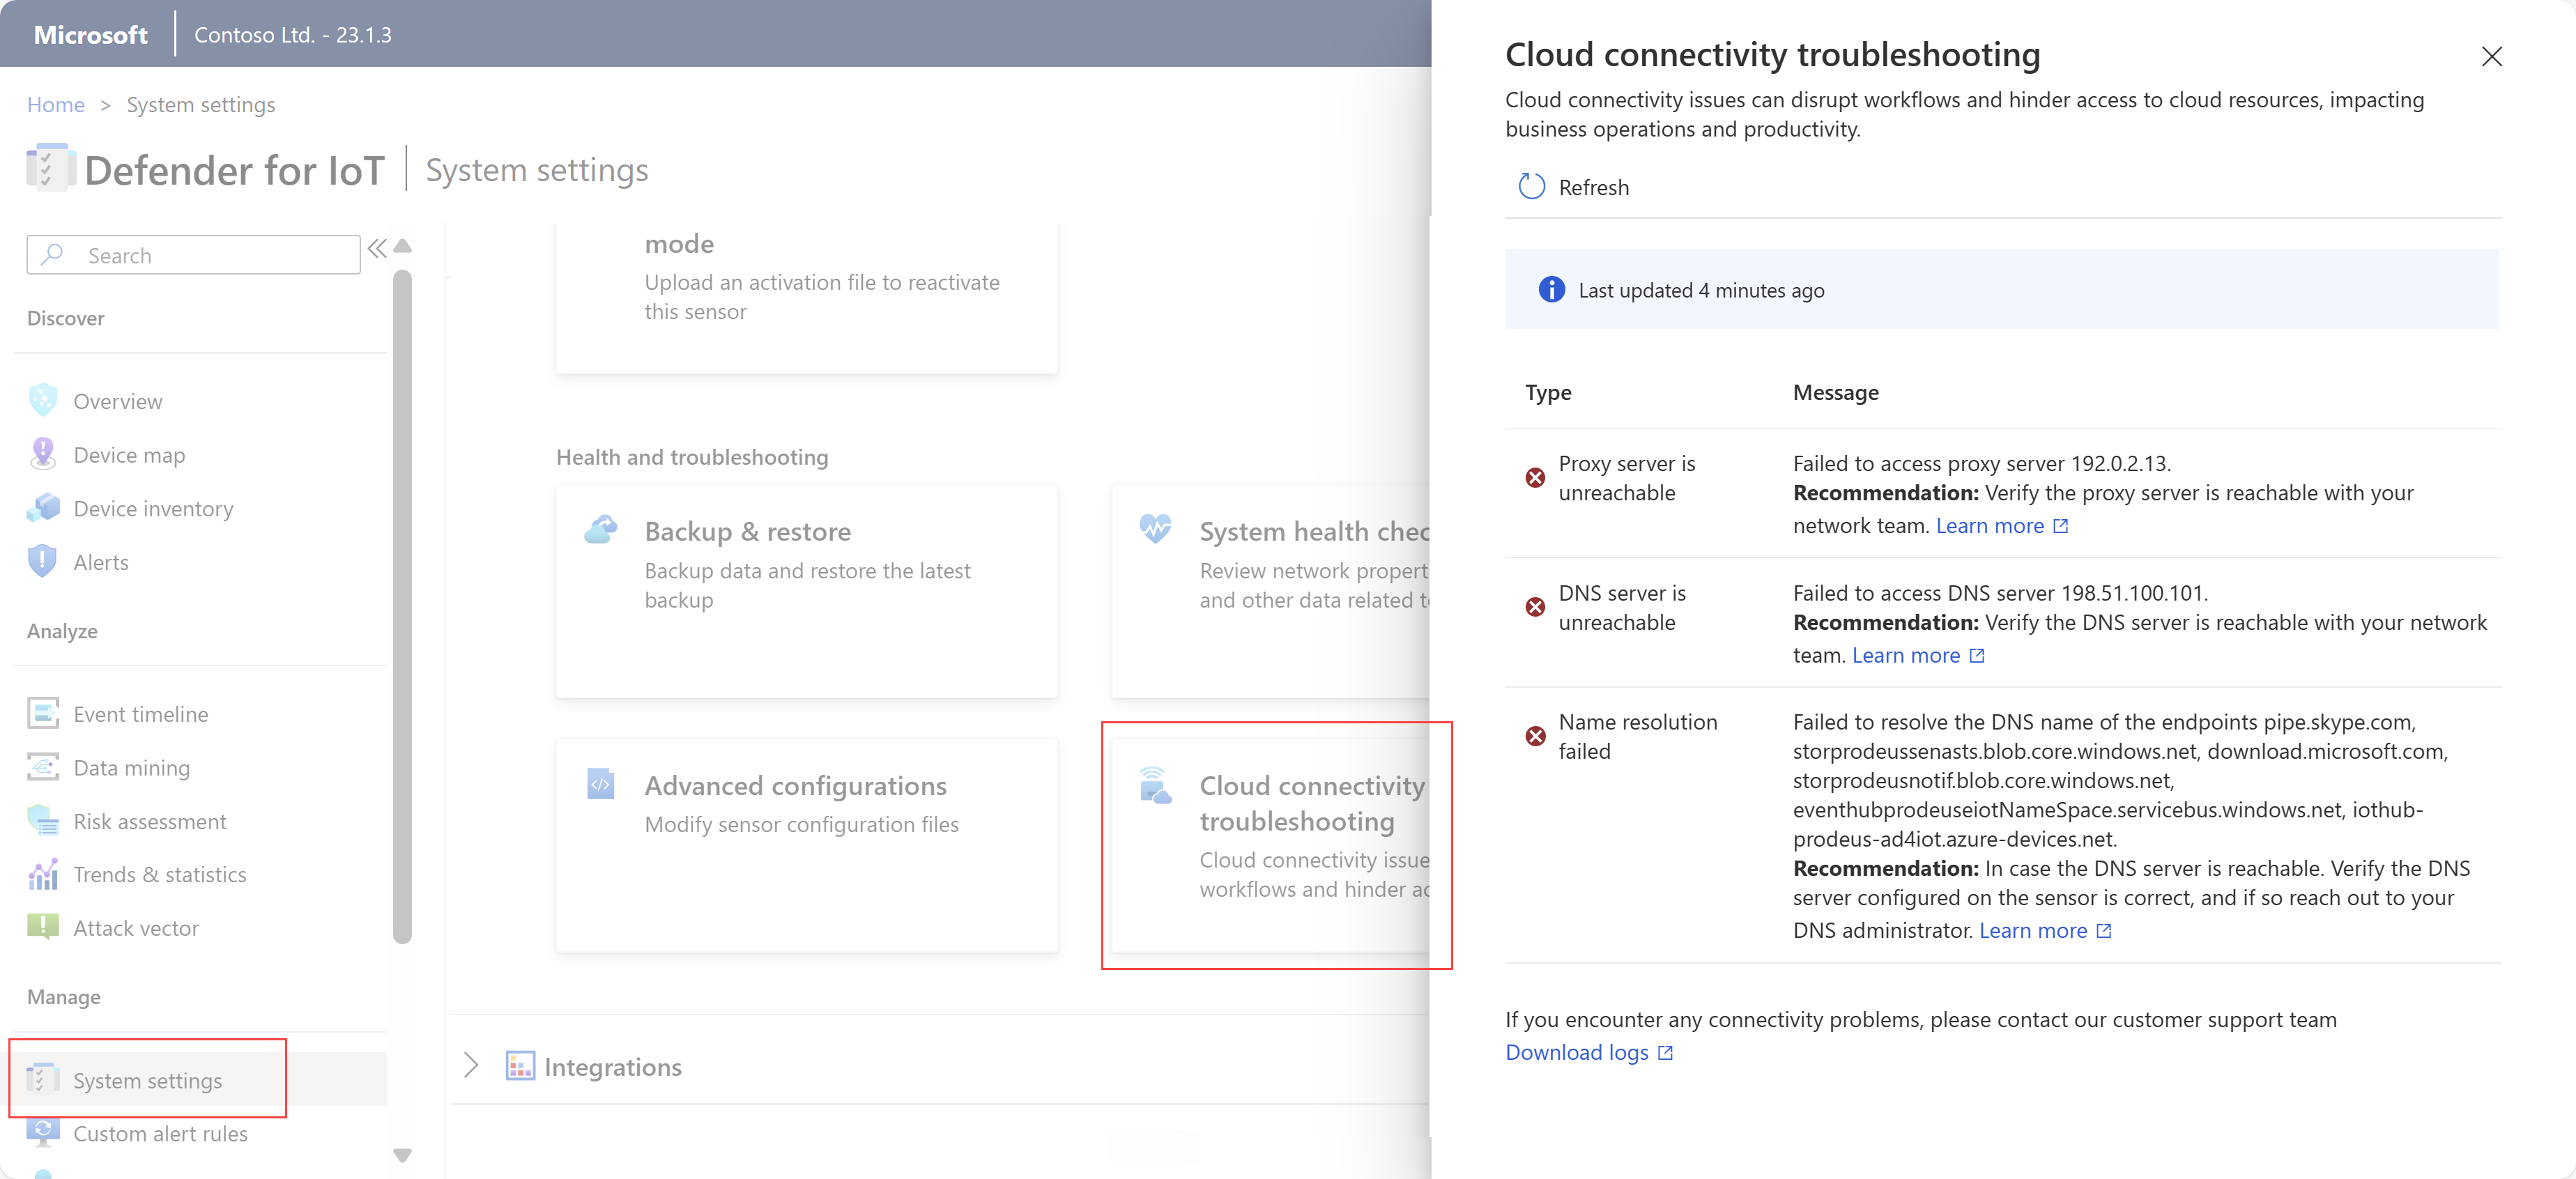 Microsoft
Contoso Ltd. - 23.1.3
Home > System settings
Defender for IoT
System settings
Search
Discover
Overview
Device map
Device inventory
Alerts
Analyze
Event timeline
Data mining
Risk assessment
Trends & statistics
Attack vector
Manage
System settings
Custom alert rules
mode
Upload an activation file to reactivate
this sensor
Health and troubleshooting
Backup & restore
Backup data and restore the latest
backup
System health chec
Review network propert
and other data related t
Advanced configurations
Modify sensor configuration files
Cloud connectivity
troubleshooting
Cloud connectivity issue
workflows and hinder ac
Integrations
Cloud connectivity troubleshooting
Cloud connectivity issues can disrupt workflows and hinder access to cloud resources, impacting
business operations and productivity.
Refresh
Last updated 4 minutes ago
Type
Message
Proxy server is
unreachable
Failed to access proxy server 192.0.2.13.
Recommendation: Verify the proxy server is reachable with your
network team. Learn more
DNS server is
unreachable
Failed to access DNS server 198.51.100.101.
Recommendation: Verify the DNS server is reachable with your network
team. Learn more
Name resolution
failed
Failed to resolve the DNS name of the endpoints pipe.skype.com,
storprodeussenasts.blob.core.windows.net, download.microsoft.com,
storprodeusnotif.blob.core.windows.net,
eventhubprodeuseiotNameSpace.servicebus.windows.net, iothub-
prodeus-ad4iot.azure-devices.net.
Recommendation: In case the DNS server is reachable. Verify the DNS
server configured on the sensor is correct, and if so reach out to your
DNS administrator. Learn more
If you encounter any connectivity problems, please contact our customer support team
Download logs